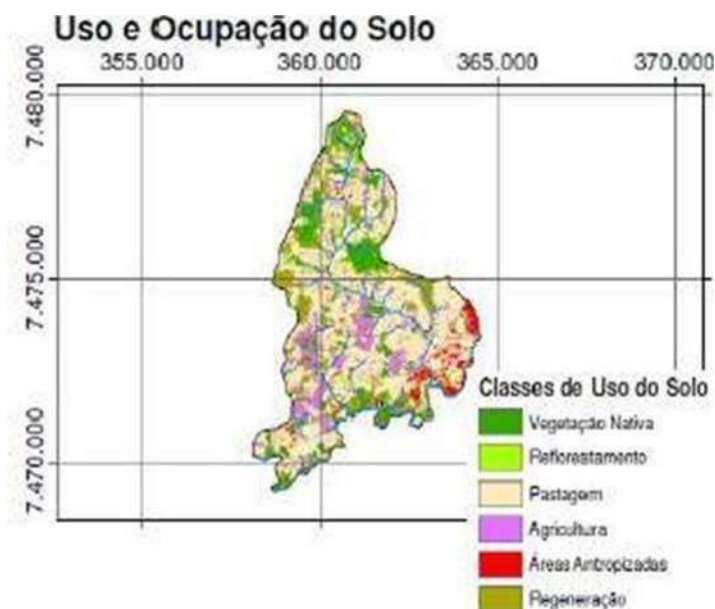 Uso e Ocupação do Solo
355.000 360.000 365.000 370.000
7.480.000
7.475.000
7.470.000
Classes de Uso do Solo
Vegetação Nativa
Reflorestamento
Pastagem
Agricultura
Áreas Antropizadas
Regeneração